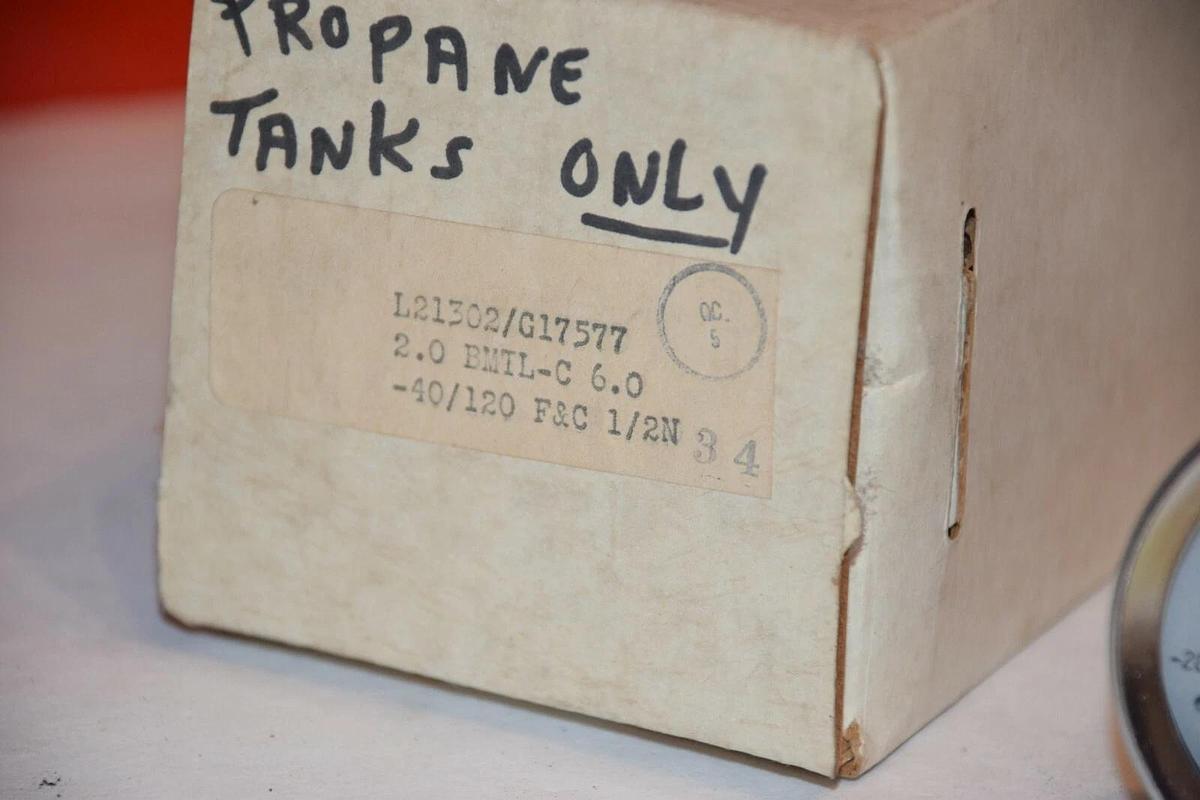 PROPANE
TANKS ONLY
QC.
5
L21302/G17577
2.0 BMTL-C 6.0
-40/120 F&C 1/2N
34